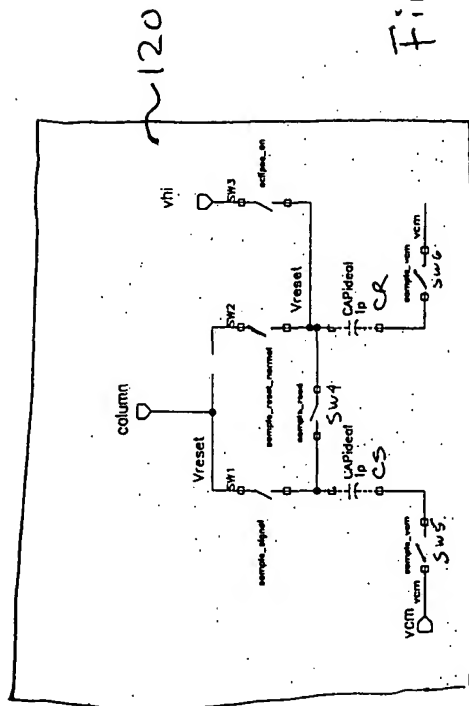 120
Fi
column
vhi
Vreset
SW1
SW2
SW3
sample_signal
sample_reset_normal
Vreset
sample_read
SW4
CAPideal
1p
CS
CAPideal
1p
CR
vcm
vcm
sample_vcm
SW5
sample_vcm
vcm
SW6